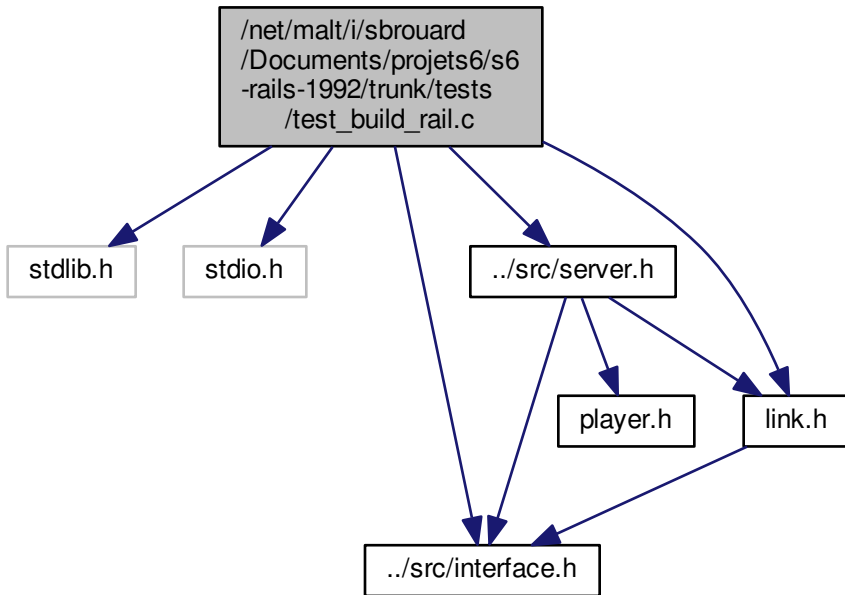 /net/malt/i/sbrouard
/Documents/projets6/s6
-rails-1992/trunk/tests
/test_build_rail.c
stdlib.h
stdio.h
../src/server.h
player.h
link.h
../src/interface.h